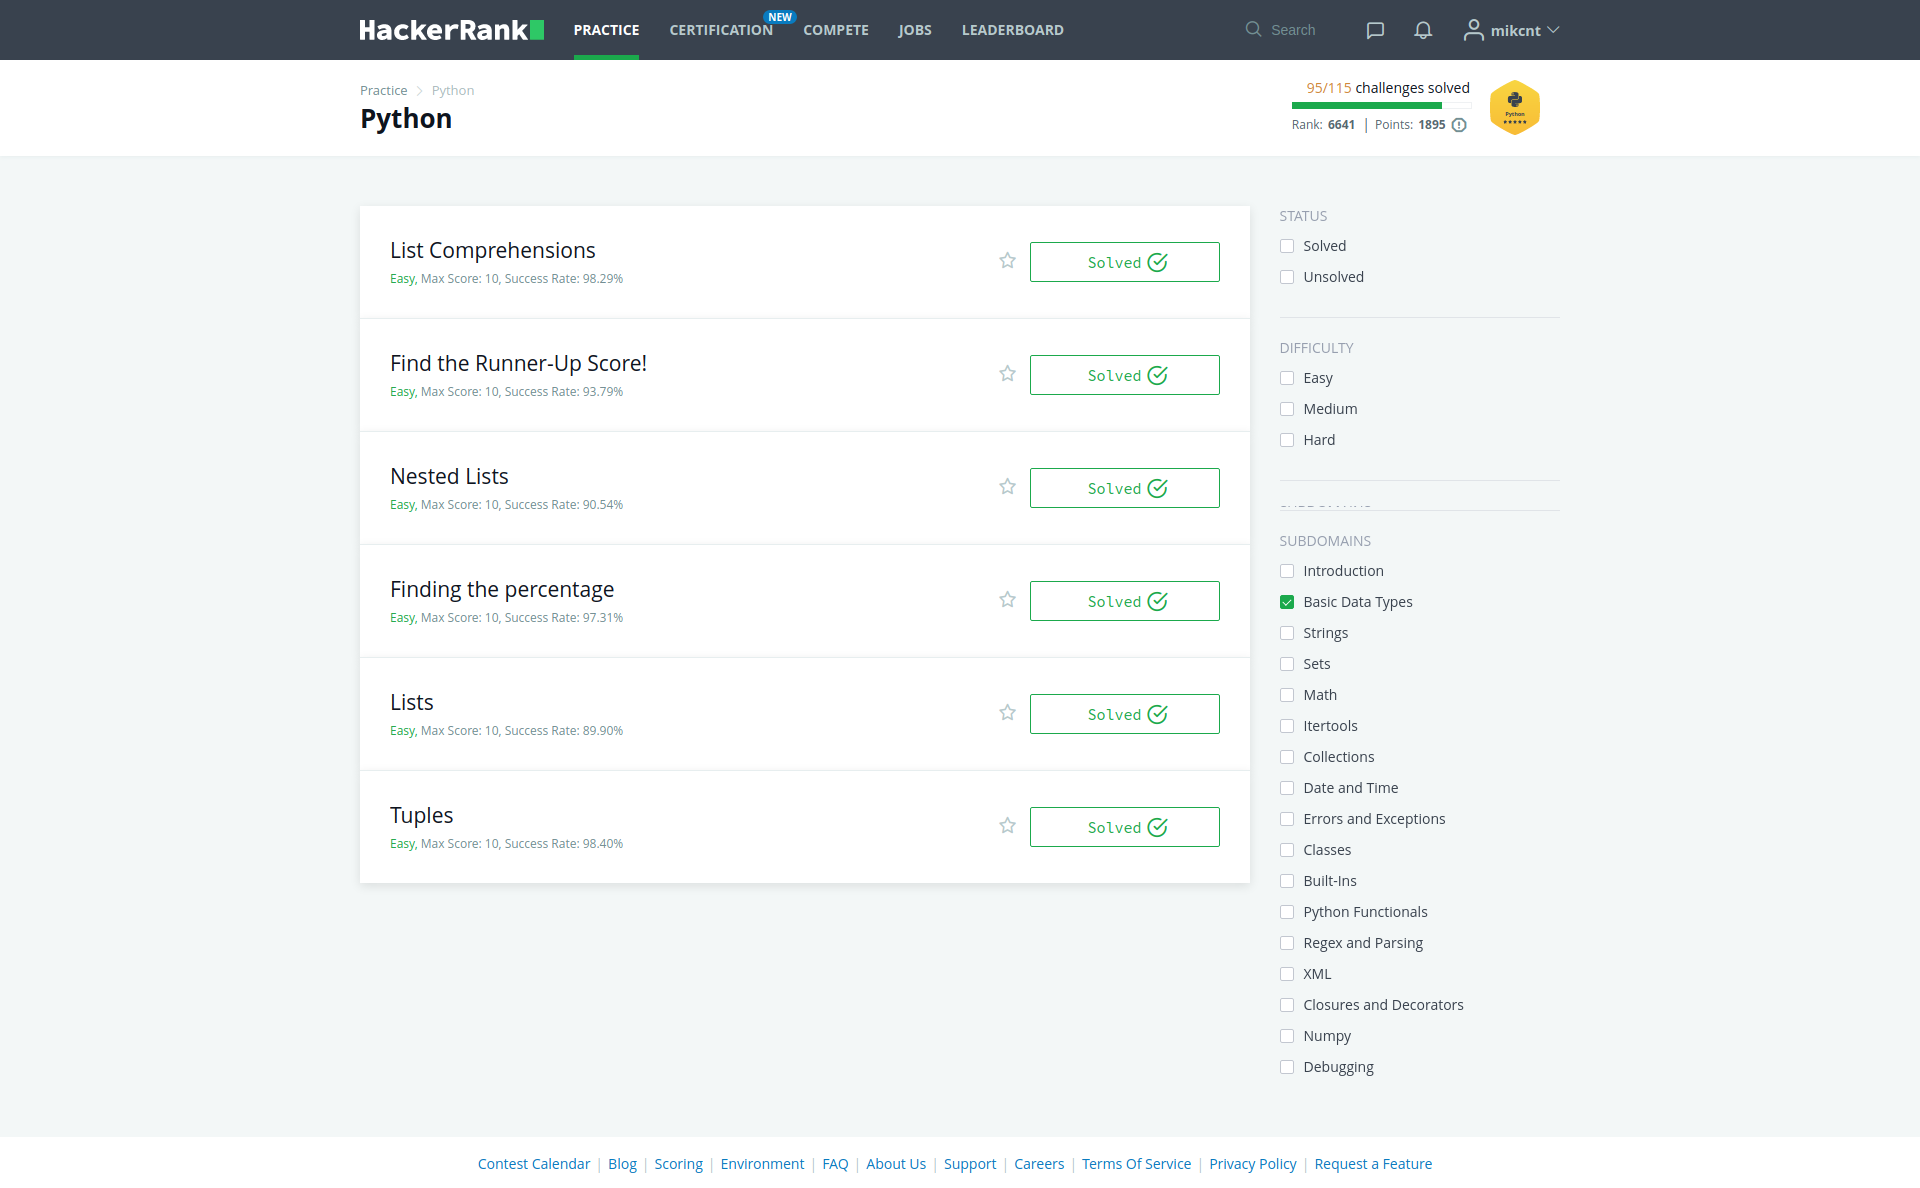 HackerRank
PRACTICE
CERTIFICATION
NEW
COMPETE
JOBS
LEADERBOARD
Search
mikcnt
Practice > Python
Python
95/115 challenges solved
Rank: 6641 | Points: 1895
Python
List Comprehensions
Easy, Max Score: 10, Success Rate: 98.29%
Solved
Find the Runner-Up Score!
Easy, Max Score: 10, Success Rate: 93.79%
Solved
Nested Lists
Easy, Max Score: 10, Success Rate: 90.54%
Solved
Finding the percentage
Easy, Max Score: 10, Success Rate: 97.31%
Solved
Lists
Easy, Max Score: 10, Success Rate: 89.90%
Solved
Tuples
Easy, Max Score: 10, Success Rate: 98.40%
Solved
STATUS
Solved
Unsolved
DIFFICULTY
Easy
Medium
Hard
SUBDOMAINS
Introduction
Basic Data Types
Strings
Sets
Math
Itertools
Collections
Date and Time
Errors and Exceptions
Classes
Built-Ins
Python Functionals
Regex and Parsing
XML
Closures and Decorators
Numpy
Debugging
Contest Calendar | Blog | Scoring | Environment | FAQ | About Us | Support | Careers | Terms Of Service | Privacy Policy | Request a Feature